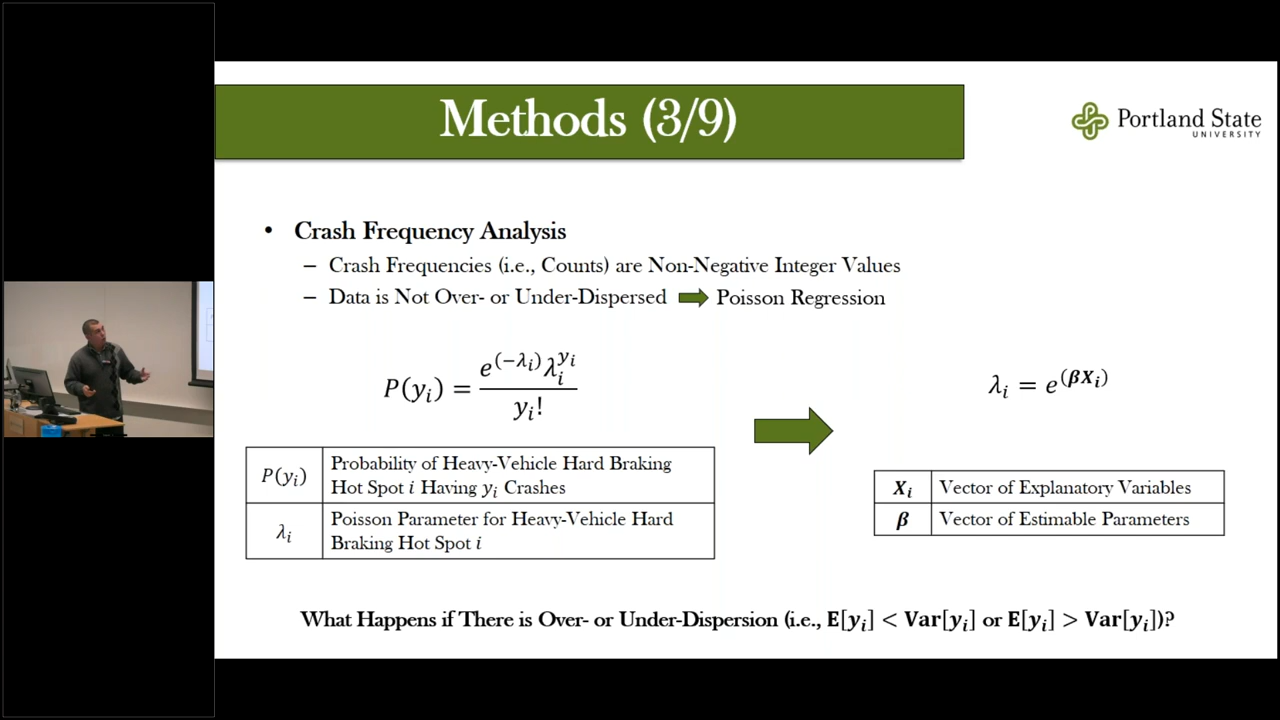 Methods (3/9)
Portland State
UNIVERSITY
• Crash Frequency Analysis
– Crash Frequencies (i.e., Counts) are Non-Negative Integer Values
– Data is Not Over- or Under-Dispersed Poisson Regression
P(yᵢ) = e^(−λᵢ) λᵢ^yᵢ / yᵢ!
λᵢ = e^(βXᵢ)
P(yᵢ) Probability of Heavy-Vehicle Hard Braking
Hot Spot i Having yᵢ Crashes
λᵢ Poisson Parameter for Heavy-Vehicle Hard
Braking Hot Spot i
Xᵢ Vector of Explanatory Variables
β Vector of Estimable Parameters
What Happens if There is Over- or Under-Dispersion (i.e., E[yᵢ] < Var[yᵢ] or E[yᵢ] > Var[yᵢ])?